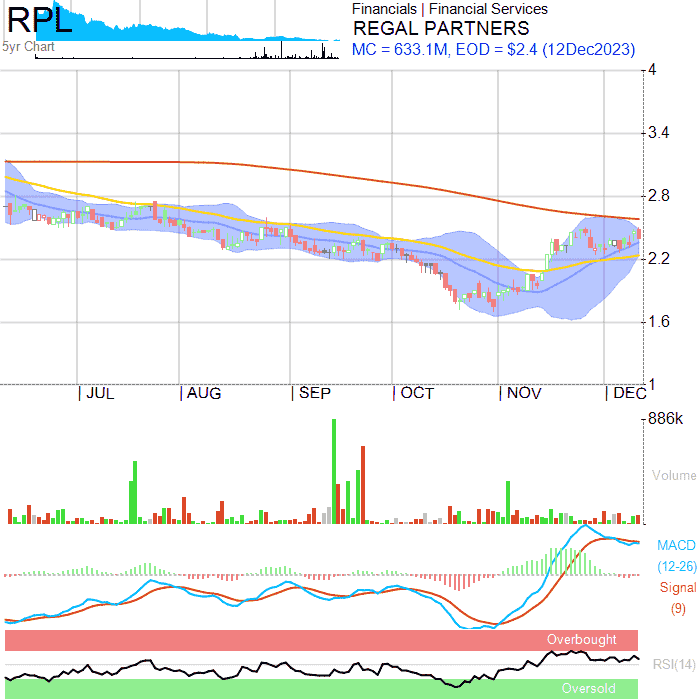 RPL
5yr Chart
Financials | Financial Services
REGAL PARTNERS
MC = 633.1M, EOD = $2.4 (12Dec2023)
4
3.4
2.8
2.2
1.6
1
| JUL | AUG | SEP | OCT | NOV | DEC
886k
Volume
MACD
(12-26)
Signal
(9)
Overbought
RSI(14)
Oversold